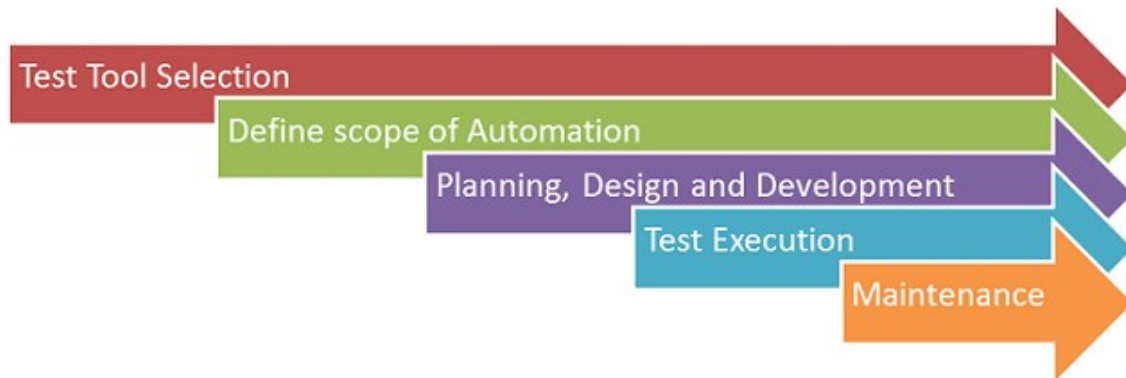 Test Tool Selection
Define scope of Automation
Planning, Design and Development
Test Execution
Maintenance